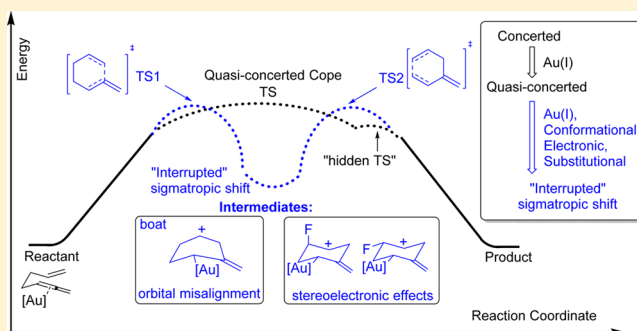 Energy
‡
TS1
Quasi-concerted Cope
TS
TS2
‡
"hidden TS"
"Interrupted"
sigmatropic shift
Intermediates:
boat
+
[Au]
orbital misalignment
F
+
[Au]
F
+
[Au]
stereoelectronic effects
Reactant
[Au]
Product
Reaction Coordinate
Concerted
Au(I)
Quasi-concerted
Au(I),
Conformational
Electronic,
Substitutional
"Interrupted"
sigmatropic shift